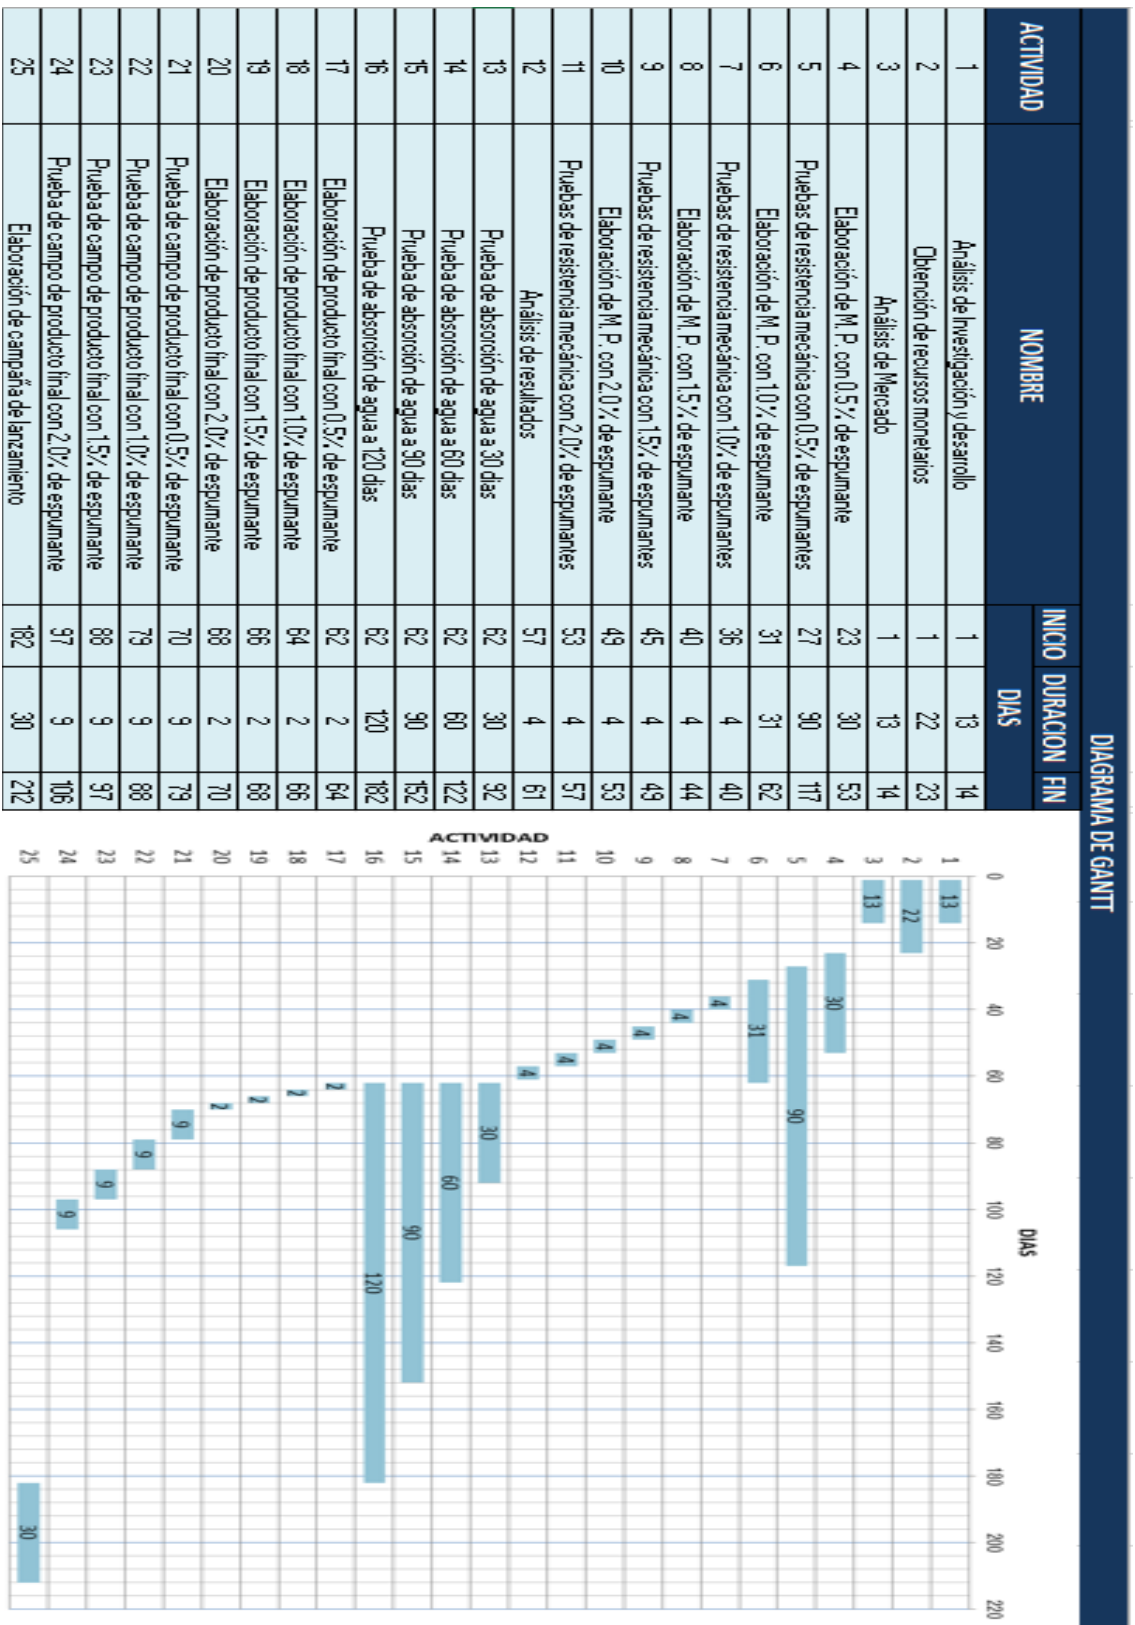 DIAGRAMA DE GANTT
ACTIVIDAD NOMBRE INICIO DURACION FIN
DIAS
1 Análisis de Investigación y desarrollo 1 13 14
2 Obtención de recursos monetarios 1 22 23
3 Análisis de Mercado 1 13 14
4 Elaboración de M. P. con 0.5 % de espumante 23 30 53
5 Pruebas de resistencia mecánica con 0.5% de espumantes 27 90 117
6 Elaboración de M. P. con 1.0 % de espumante 31 31 62
7 Pruebas de resistencia mecánica con 1.0% de espumantes 36 4 40
8 Elaboración de M. P. con 1.5 % de espumante 40 4 44
9 Pruebas de resistencia mecánica con 1.5% de espumantes 45 4 49
10 Elaboración de M. P. con 2.0 % de espumante 49 4 53
11 Pruebas de resistencia mecánica con 2.0% de espumantes 53 4 57
12 Análisis de resultados 57 4 61
13 Prueba de absorción de agua a 30 dias 62 30 92
14 Prueba de absorción de agua a 60 dias 62 60 122
15 Prueba de absorción de agua a 90 dias 62 90 152
16 Prueba de absorción de agua a 120 dias 62 120 182
17 Elaboración de producto final con 0.5% de espumante 62 2 64
18 Elaboración de producto final con 1.0% de espumante 64 2 66
19 Elaboración de producto final con 1.5% de espumante 66 2 68
20 Elaboración de producto final con 2.0% de espumante 68 2 70
21 Prueba de campo de producto final con 0.5% de espumante 70 9 79
22 Prueba de campo de producto final con 1.0% de espumante 79 9 88
23 Prueba de campo de producto final con 1.5% de espumante 88 9 97
24 Prueba de campo de producto final con 2.0% de espumante 97 9 106
25 Elaboración de campaña de lanzamiento 182 30 212
DIAS
0 20 40 60 80 100 120 140 160 180 200 220
ACTIVIDAD
1 13
2 22
3 13
4 30
5 90
6 31
7 4
8 4
9 4
10 4
11 4
12 4
13 30
14 60
15 90
16 120
17 2
18 2
19 2
20 2
21 9
22 9
23 9
24 9
25 30